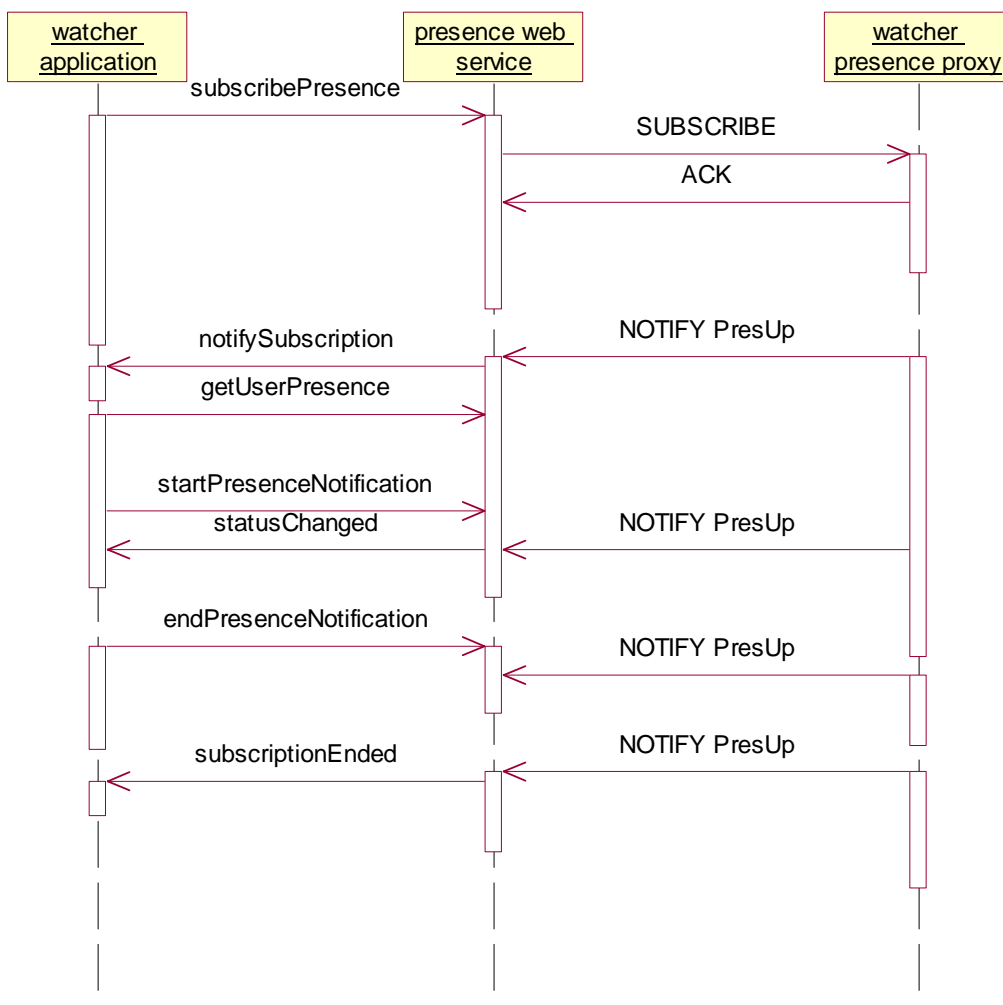 watcher
application
presence web
service
watcher
presence proxy
subscribePresence
SUBSCRIBE
ACK
NOTIFY PresUp
notifySubscription
getUserPresence
startPresenceNotification
statusChanged
NOTIFY PresUp
endPresenceNotification
NOTIFY PresUp
subscriptionEnded
NOTIFY PresUp